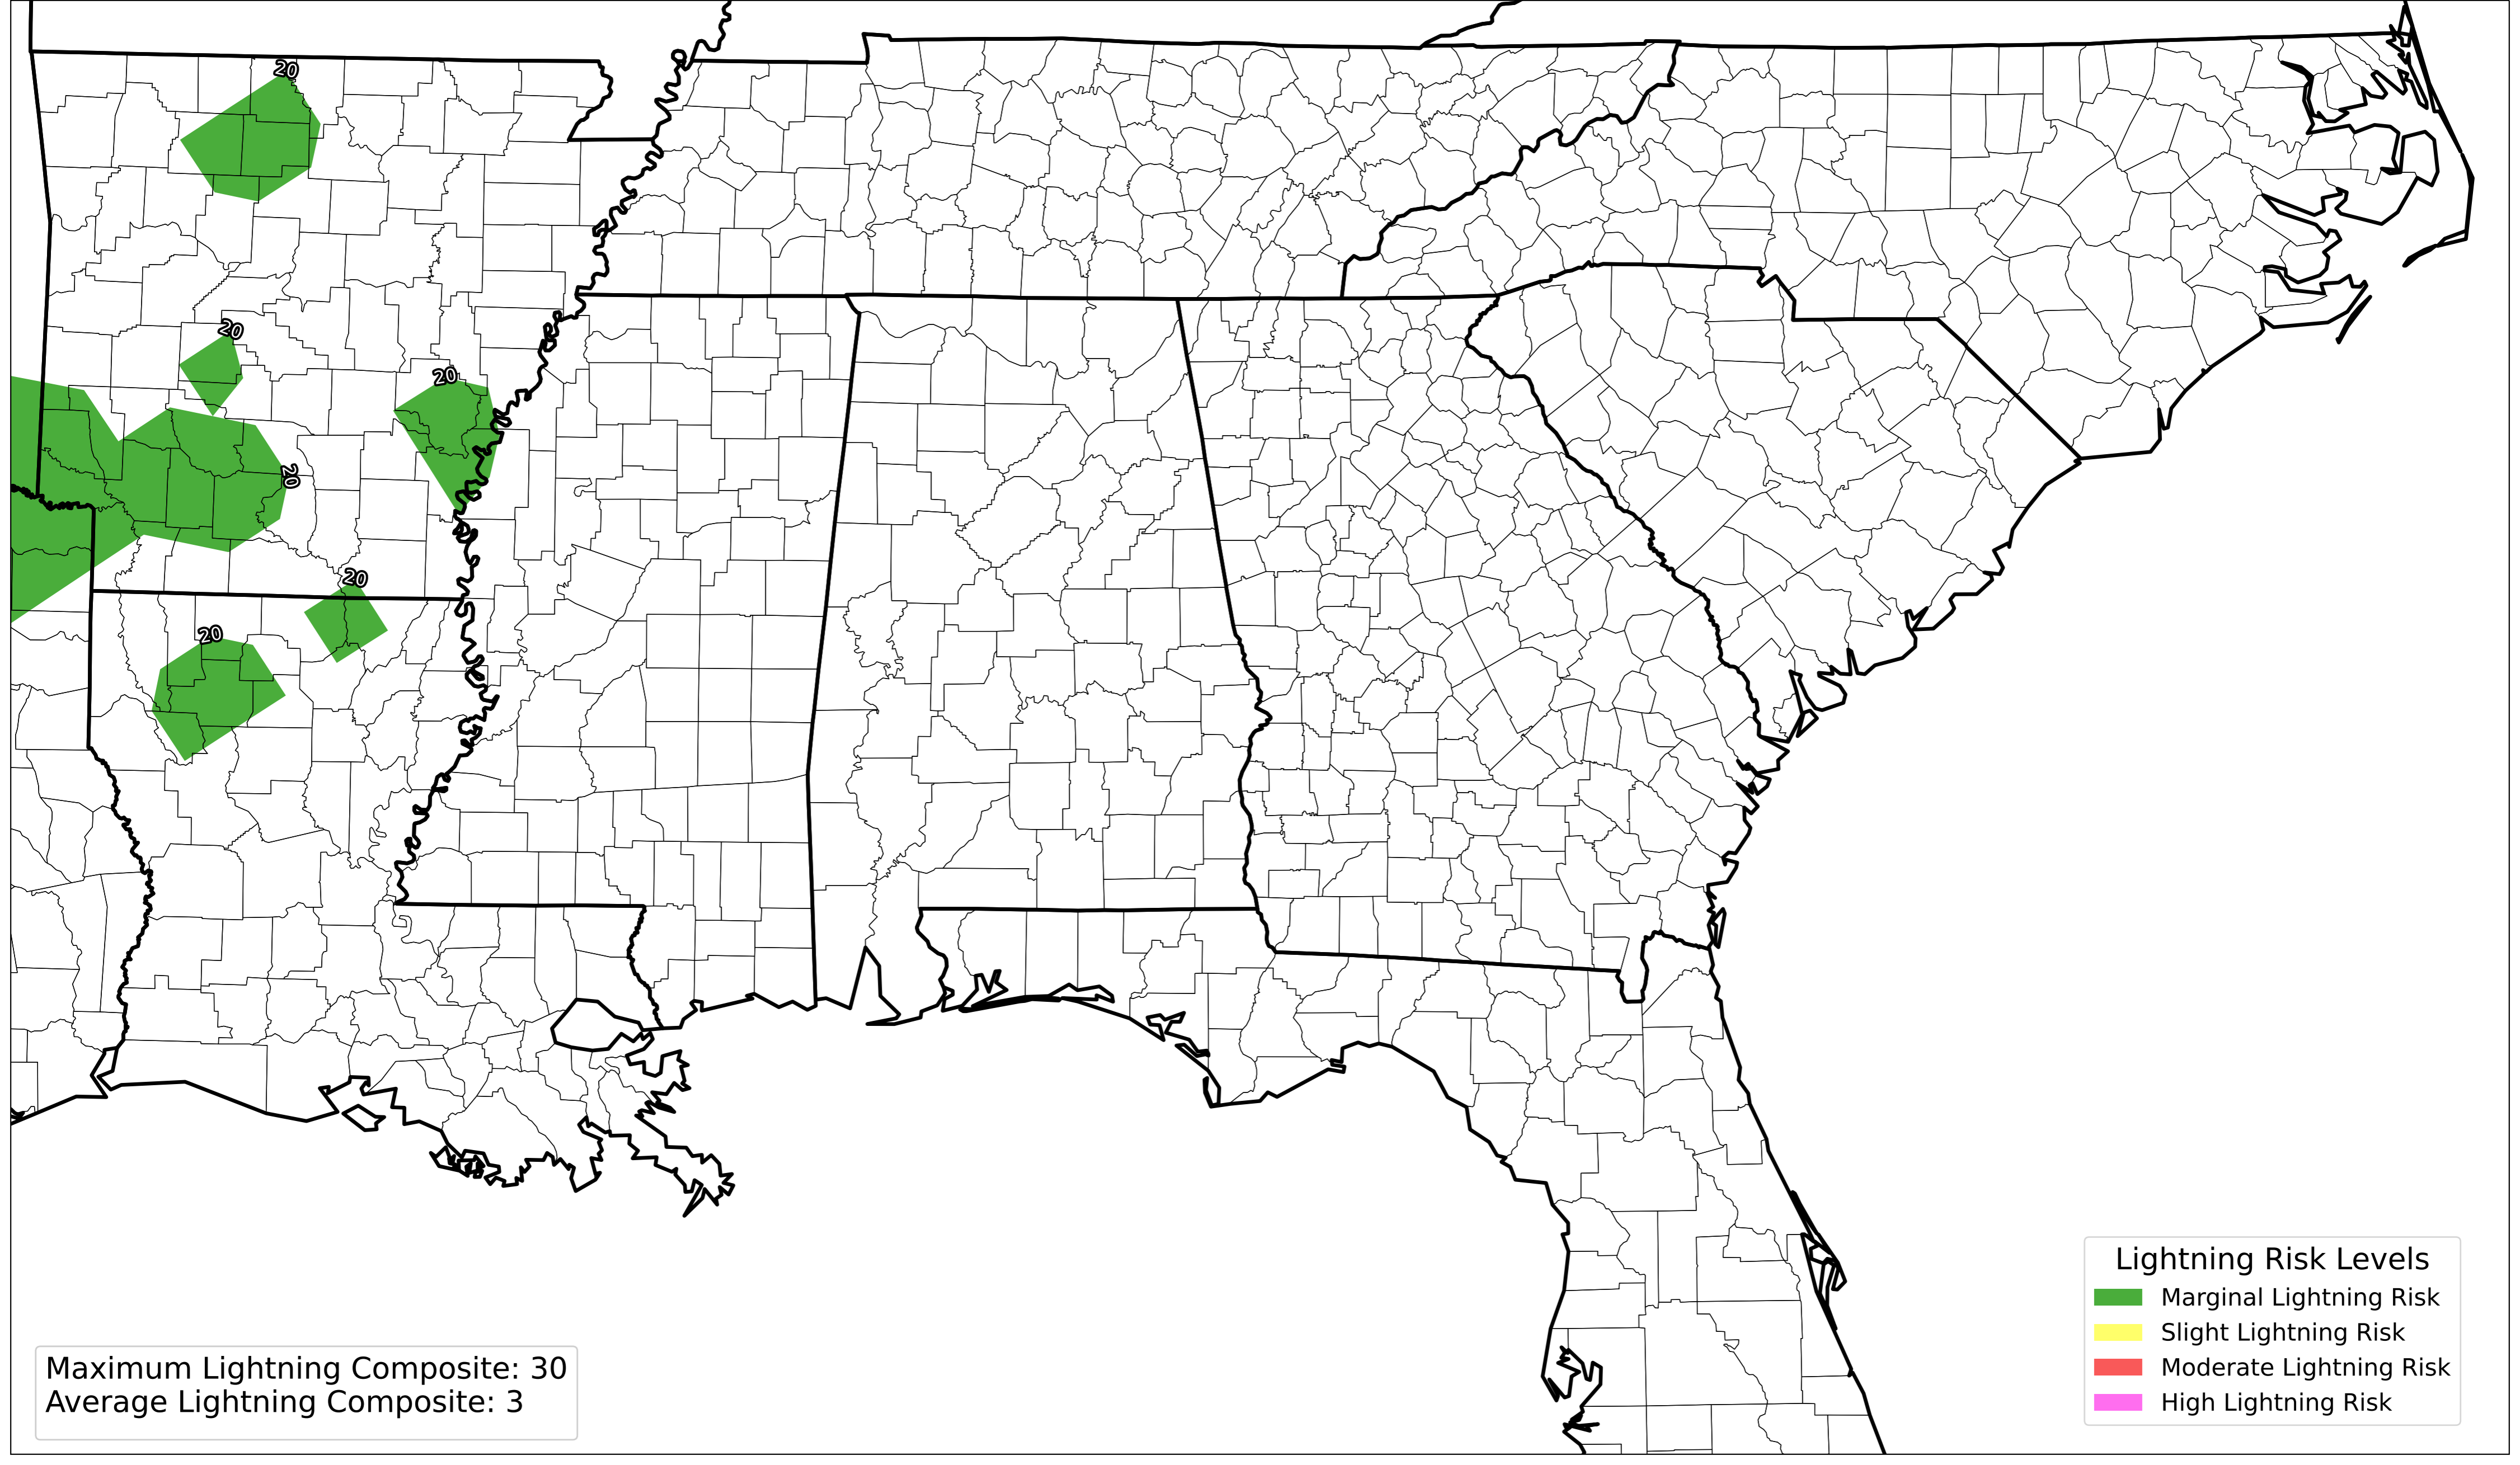 20
20
20
20
20
20
Maximum Lightning Composite: 30
Average Lightning Composite: 3
Lightning Risk Levels
Marginal Lightning Risk
Slight Lightning Risk
Moderate Lightning Risk
High Lightning Risk